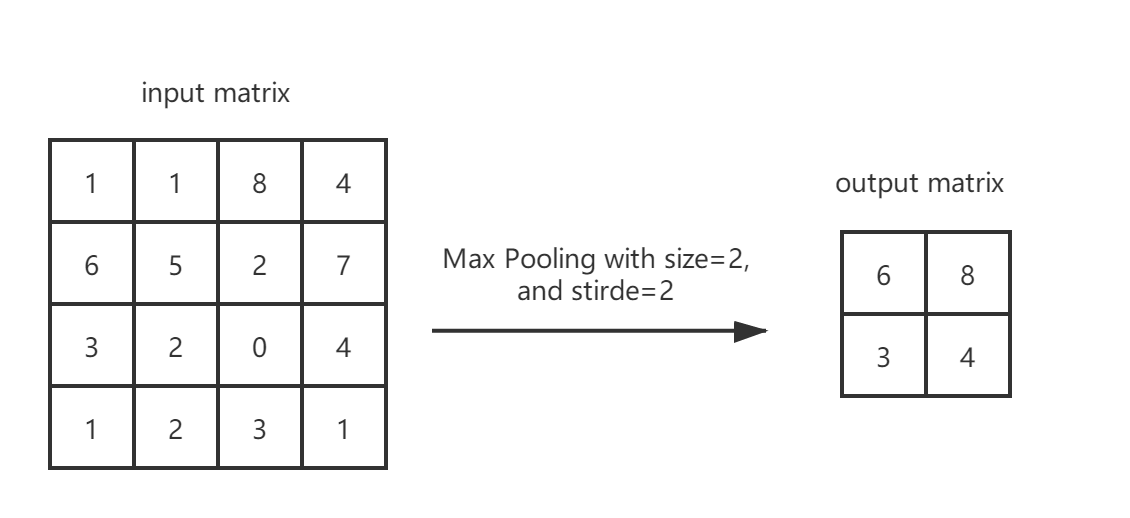 input matrix
1 1 8 4
6 5 2 7
3 2 0 4
1 2 3 1
Max Pooling with size=2,
and stirde=2
output matrix
6 8
3 4